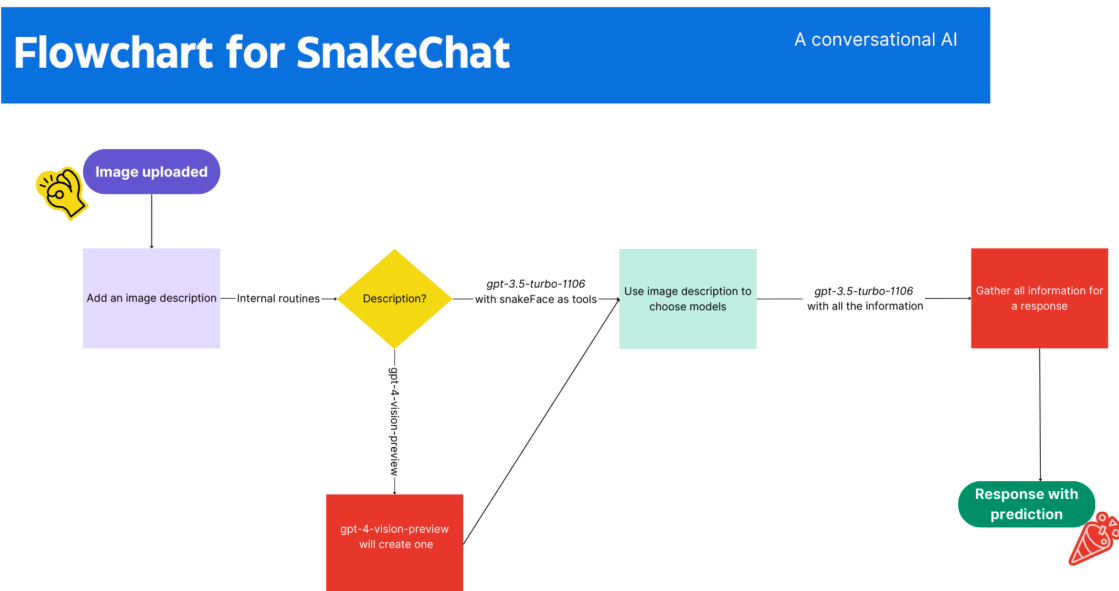 Flowchart for SnakeChat
A conversational AI
Image uploaded
Add an image description
Internal routines
Description?
gpt-3.5-turbo-1106
with snakeFace as tools
Use image description to
choose models
gpt-3.5-turbo-1106
with all the information
Gather all information for
a response
gpt-4-vision-preview
gpt-4-vision-preview
will create one
Response with
prediction